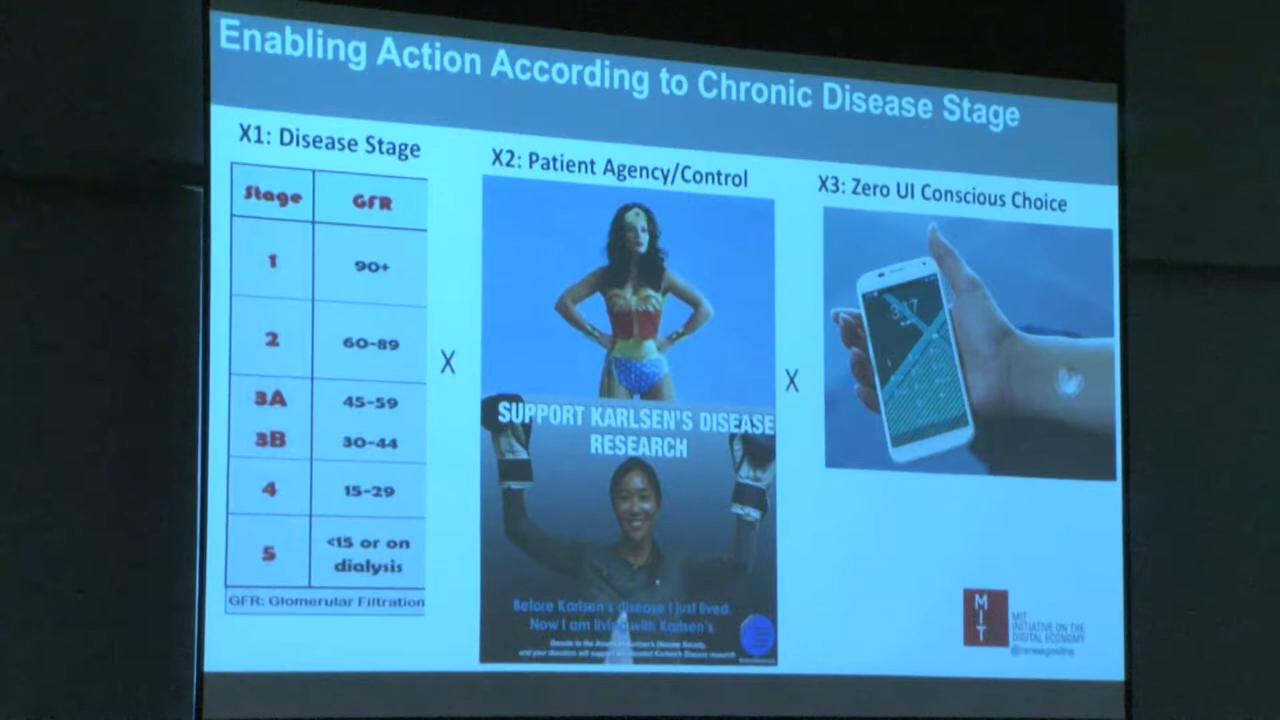 Enabling Action According to Chronic Disease Stage
X1: Disease Stage
Stage GFR
1 90+
2 60-89
3A 45-59
3B 30-44
4 15-29
5 <15 or on
dialysis
GFR: Glomerular Filtration
X
X2: Patient Agency/Control
SUPPORT KARLSEN'S DISEASE
RESEARCH
Before Karlsen's disease I just lived.
Now I am living with Karlsen's
X
X3: Zero UI Conscious Choice
3:17
MIT
MIT
INITIATIVE ON THE
DIGITAL ECONOMY
@reneegosline